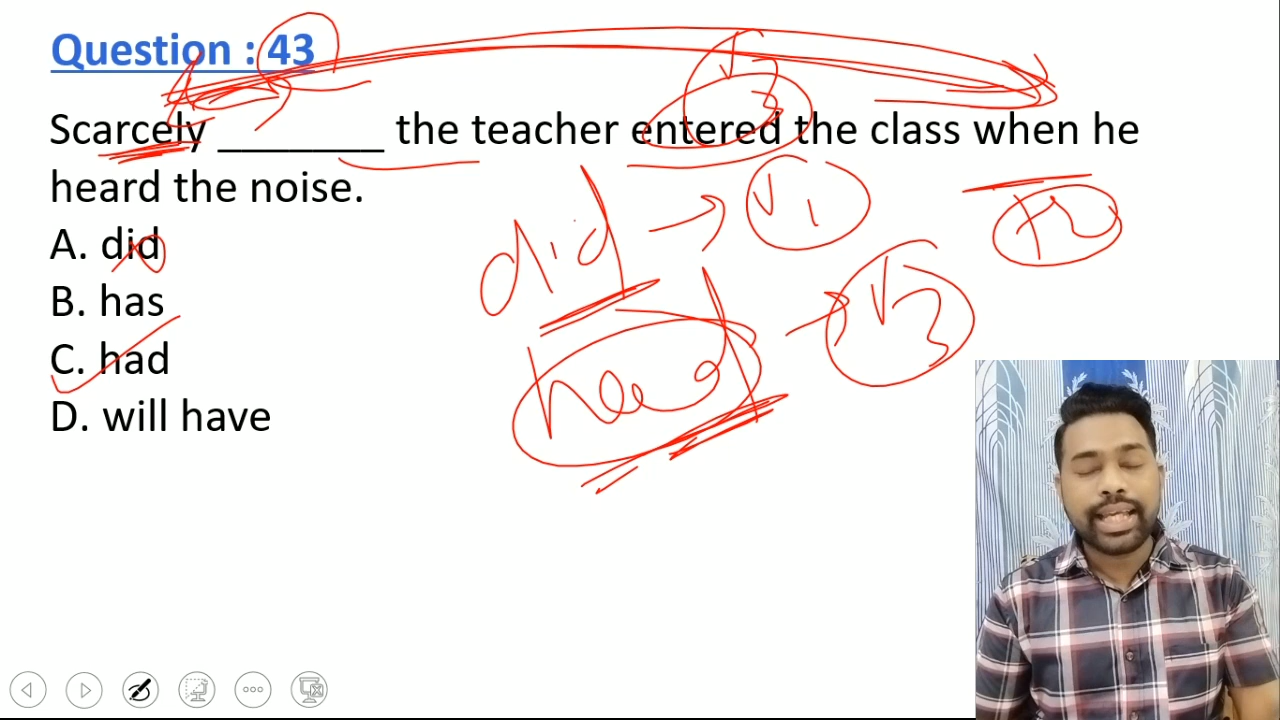 Question : 43
Scarcely ________ the teacher entered the class when he
heard the noise.
A. did
B. has
C. had
D. will have
V3
did → V1
had → V3